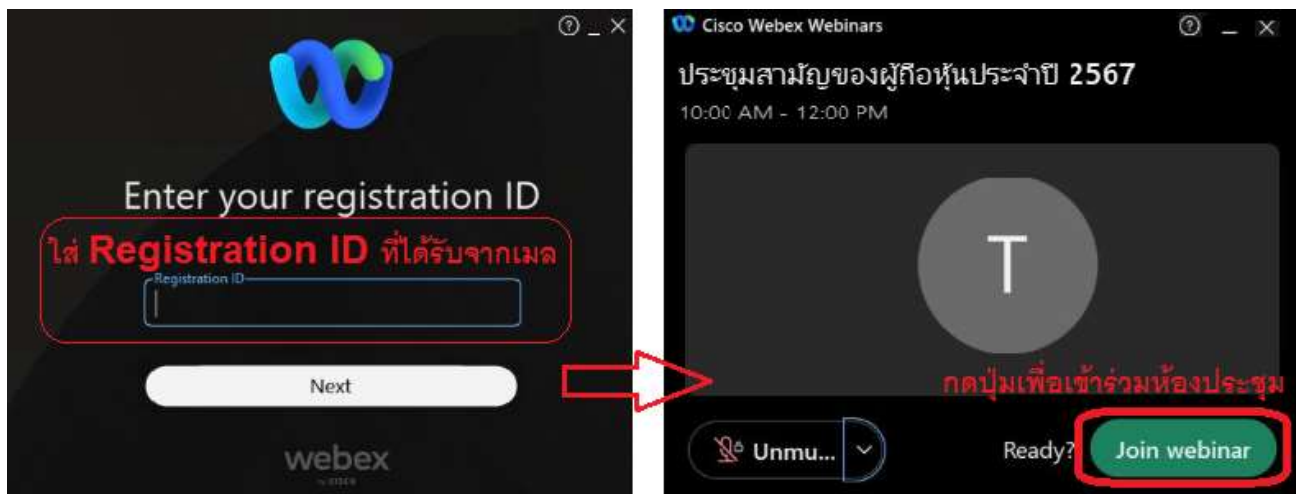 Enter your registration ID
ใส่ Registration ID ที่ได้รับจากเมล
Registration ID
Next
webex
by CISCO
Cisco Webex Webinars
ประชุมสามัญของผู้ถือหุ้นประจำปี 2567
10:00 AM - 12:00 PM
T
กดปุ่มเพื่อเข้าร่วมห้องประชุม
Unmu...
Ready?
Join webinar